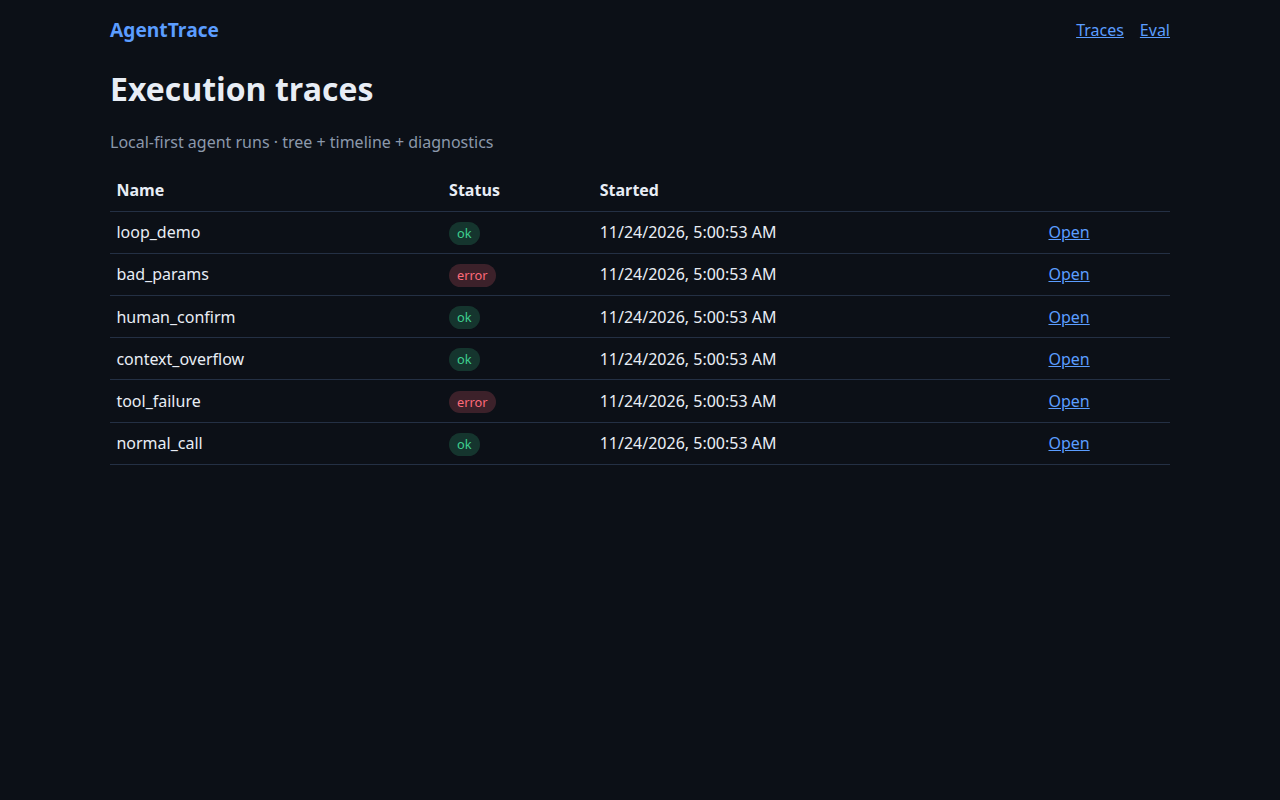 AgentTrace Traces Eval
Execution traces
Local-first agent runs · tree + timeline + diagnostics
Name Status Started
loop_demo ok 11/24/2026, 5:00:53 AM Open
bad_params error 11/24/2026, 5:00:53 AM Open
human_confirm ok 11/24/2026, 5:00:53 AM Open
context_overflow ok 11/24/2026, 5:00:53 AM Open
tool_failure error 11/24/2026, 5:00:53 AM Open
normal_call ok 11/24/2026, 5:00:53 AM Open